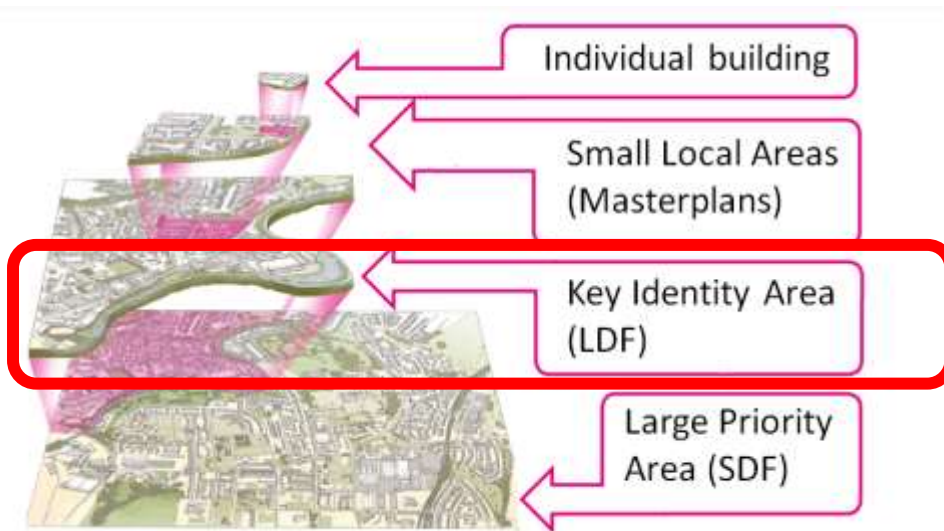 Individual building
Small Local Areas
(Masterplans)
Key Identity Area
(LDF)
Large Priority
Area (SDF)